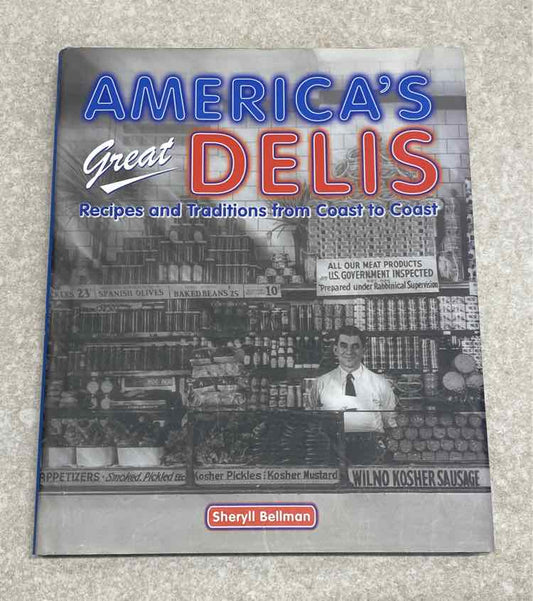 AMERICA'S
Great DELIS
Recipes and Traditions from Coast to Coast
ALL OUR MEAT PRODUCTS
U.S. GOVERNMENT INSPECTED
Prepared under Rabbinical Supervision
23¢ SPANISH OLIVES BAKED BEANS 25 10¢
APPETIZERS · Smoked, Pickled Etc
Kosher Pickles : Kosher Mustard
WILNO KOSHER SAUSAGE
Sheryll Bellman